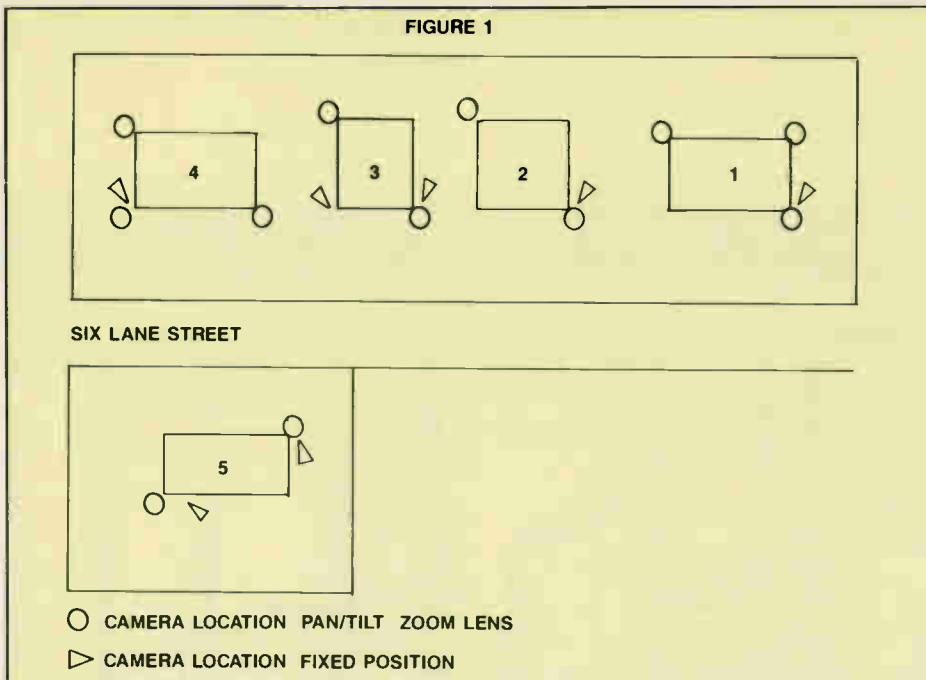 FIGURE 1
4 3 2 1
SIX LANE STREET
5
CAMERA LOCATION PAN/TILT ZOOM LENS
CAMERA LOCATION FIXED POSITION